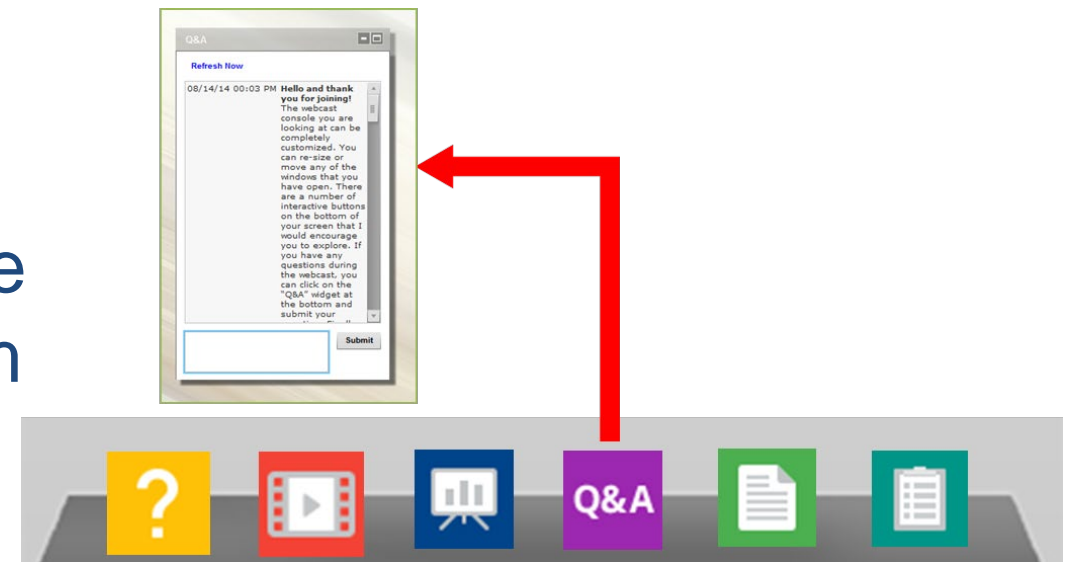 Q&A
Refresh Now
08/14/14 00:03 PM Hello and thank
you for joining!
The webcast
console you are
looking at can be
completely
customized. You
can re-size or
move any of the
windows that you
have open. There
are a number of
interactive buttons
on the bottom of
your screen that I
would encourage
you to explore. If
you have any
questions during
the webcast, you
can click on the
"Q&A" widget at
the bottom and
submit your
Submit
e
n
?
Q&A